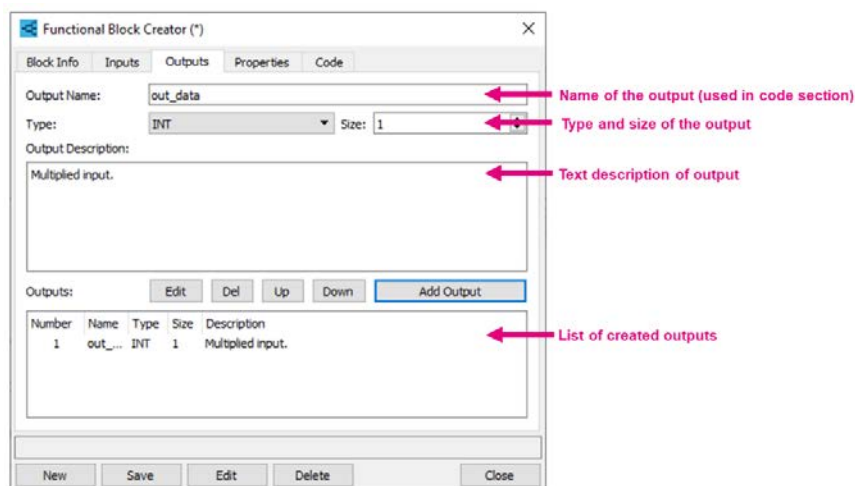 Functional Block Creator (*)
Block Info Inputs Outputs Properties Code
Output Name: out_data Name of the output (used in code section)
Type: INT Size: 1 Type and size of the output
Output Description:
Multiplied input. Text description of output
Outputs: Edit Del Up Down Add Output
Number Name Type Size Description
1 out_... INT 1 Multiplied input.
List of created outputs
New Save Edit Delete Close